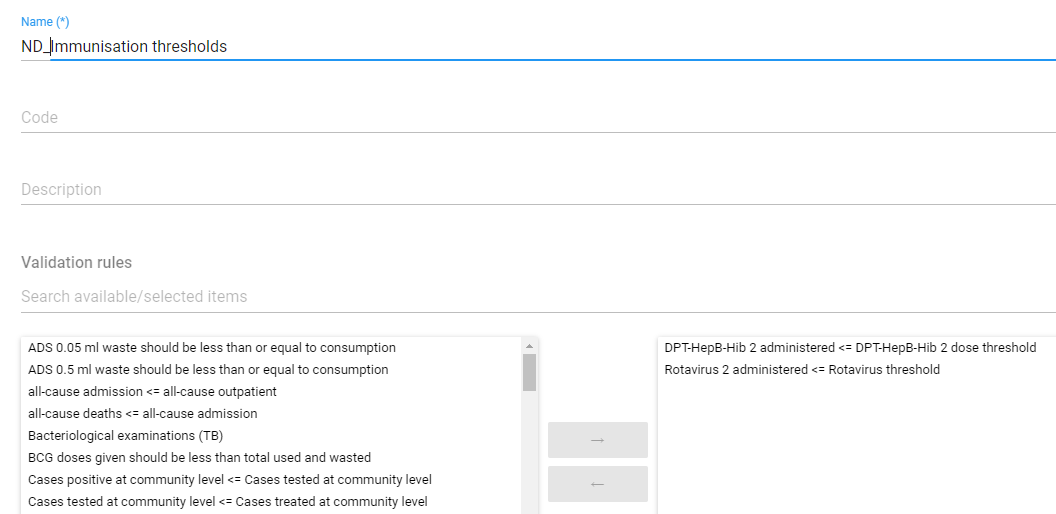 Name (*)
ND_Immunisation thresholds
Code
Description
Validation rules
Search available/selected items
ADS 0.05 ml waste should be less than or equal to consumption
ADS 0.5 ml waste should be less than or equal to consumption
all-cause admission <= all-cause outpatient
all-cause deaths <= all-cause admission
Bacteriological examinations (TB)
BCG doses given should be less than total used and wasted
Cases positive at community level <= Cases tested at community level
Cases tested at community level <= Cases treated at community level
→
←
DPT-HepB-Hib 2 administered <= DPT-HepB-Hib 2 dose threshold
Rotavirus 2 administered <= Rotavirus threshold